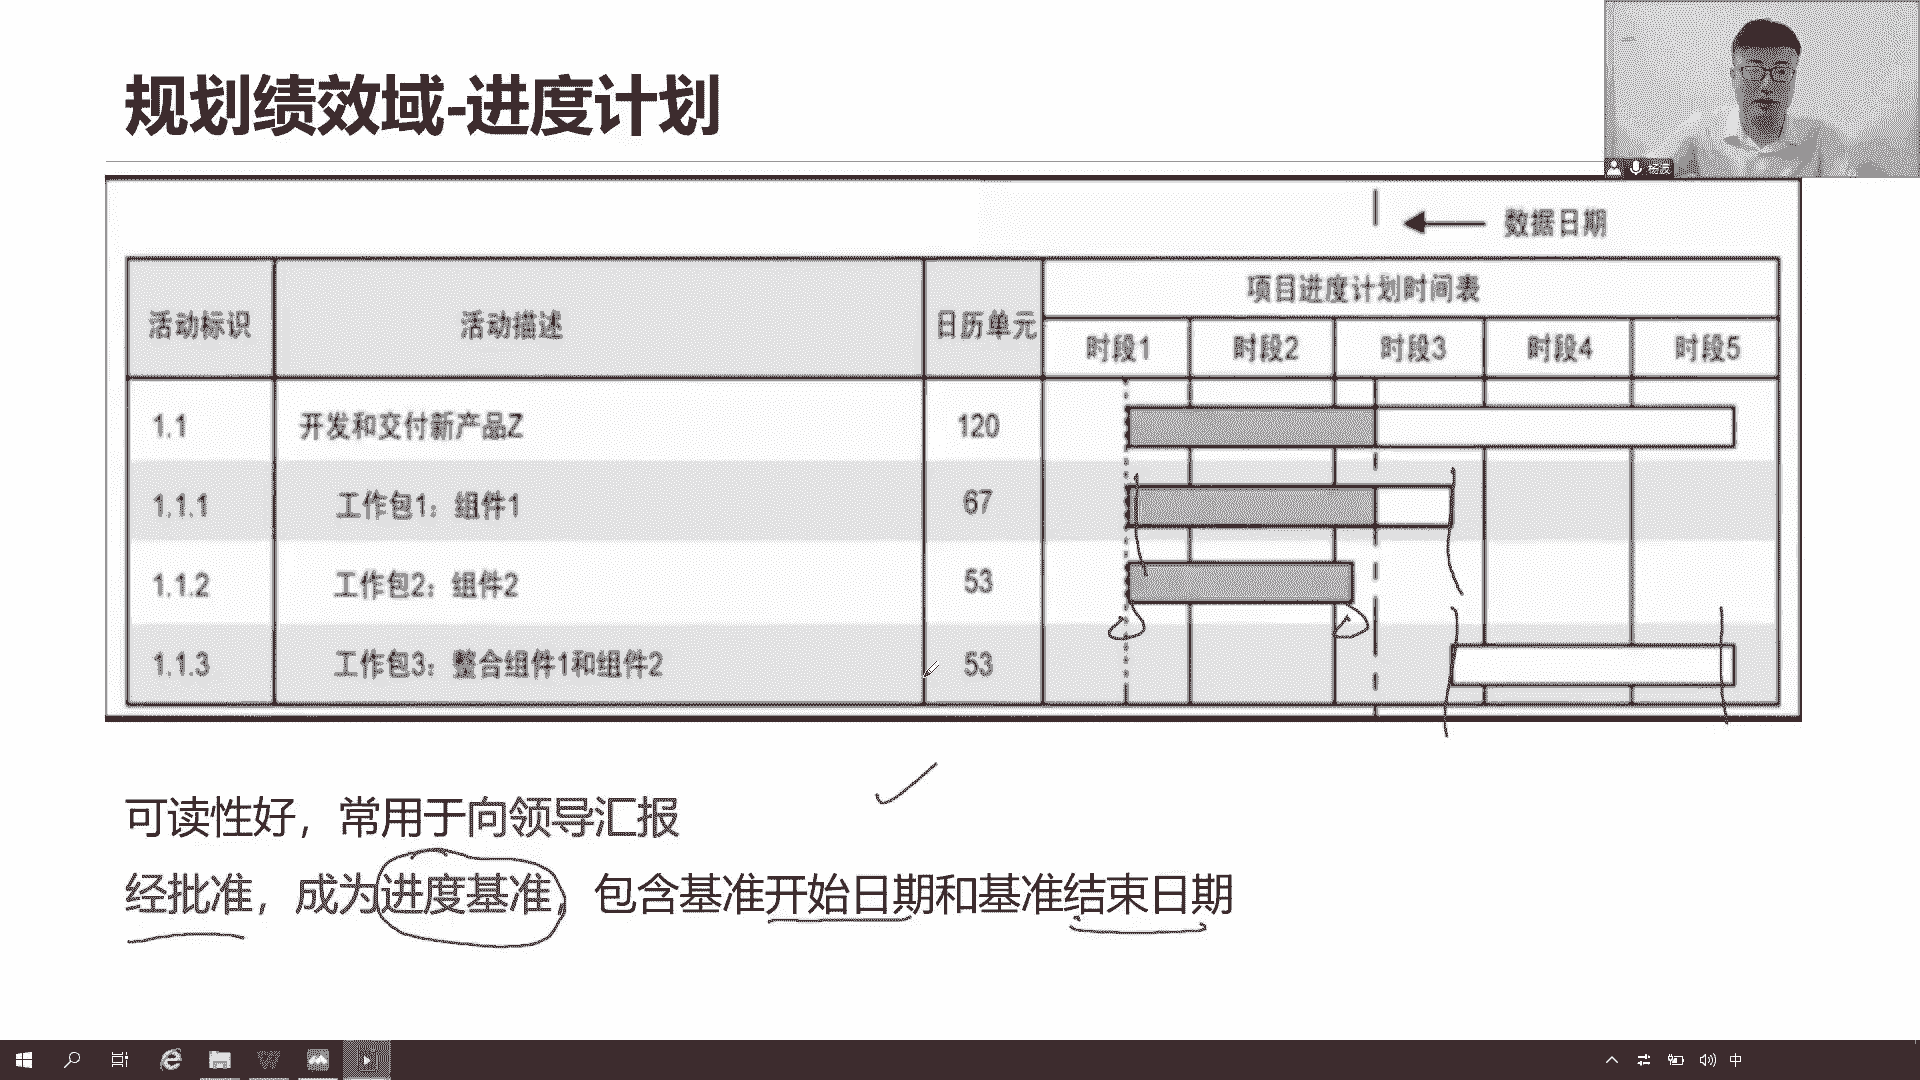 规划绩效域-进度计划
杨波
数据日期
活动标识 活动描述 日历单元 项目进度计划时间表
时段1 时段2 时段3 时段4 时段5
1.1 开发和交付新产品Z 120
1.1.1 工作包1：组件1 67
1.1.2 工作包2：组件2 53
1.1.3 工作包3：整合组件1和组件2 53
可读性好，常用于向领导汇报
经批准，成为进度基准，包含基准开始日期和基准结束日期
中